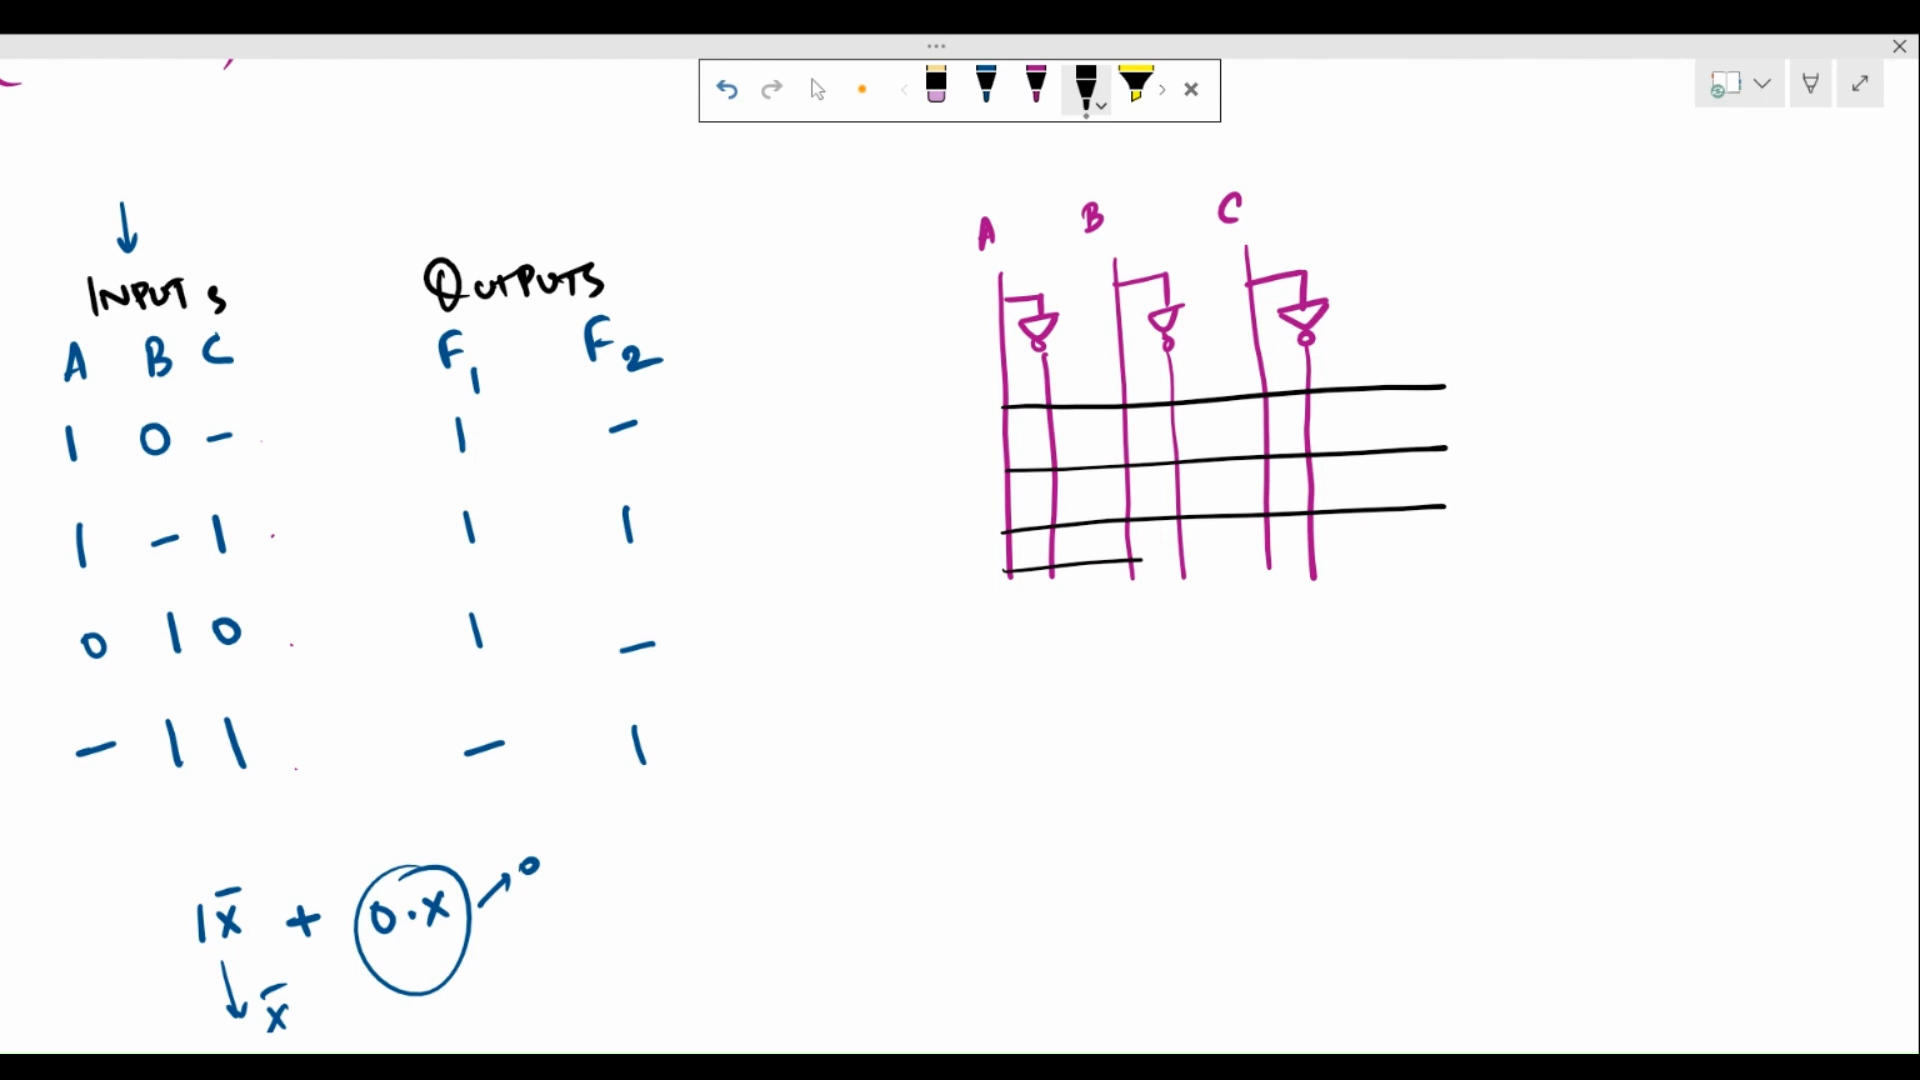 INPUTS OUTPUTS
A B C F1 F2
1 0 - 1 -
1 - 1 1 1
0 1 0 1 -
- 1 1 - 1
1x̄ + 0·x → 0
x̄
A B C